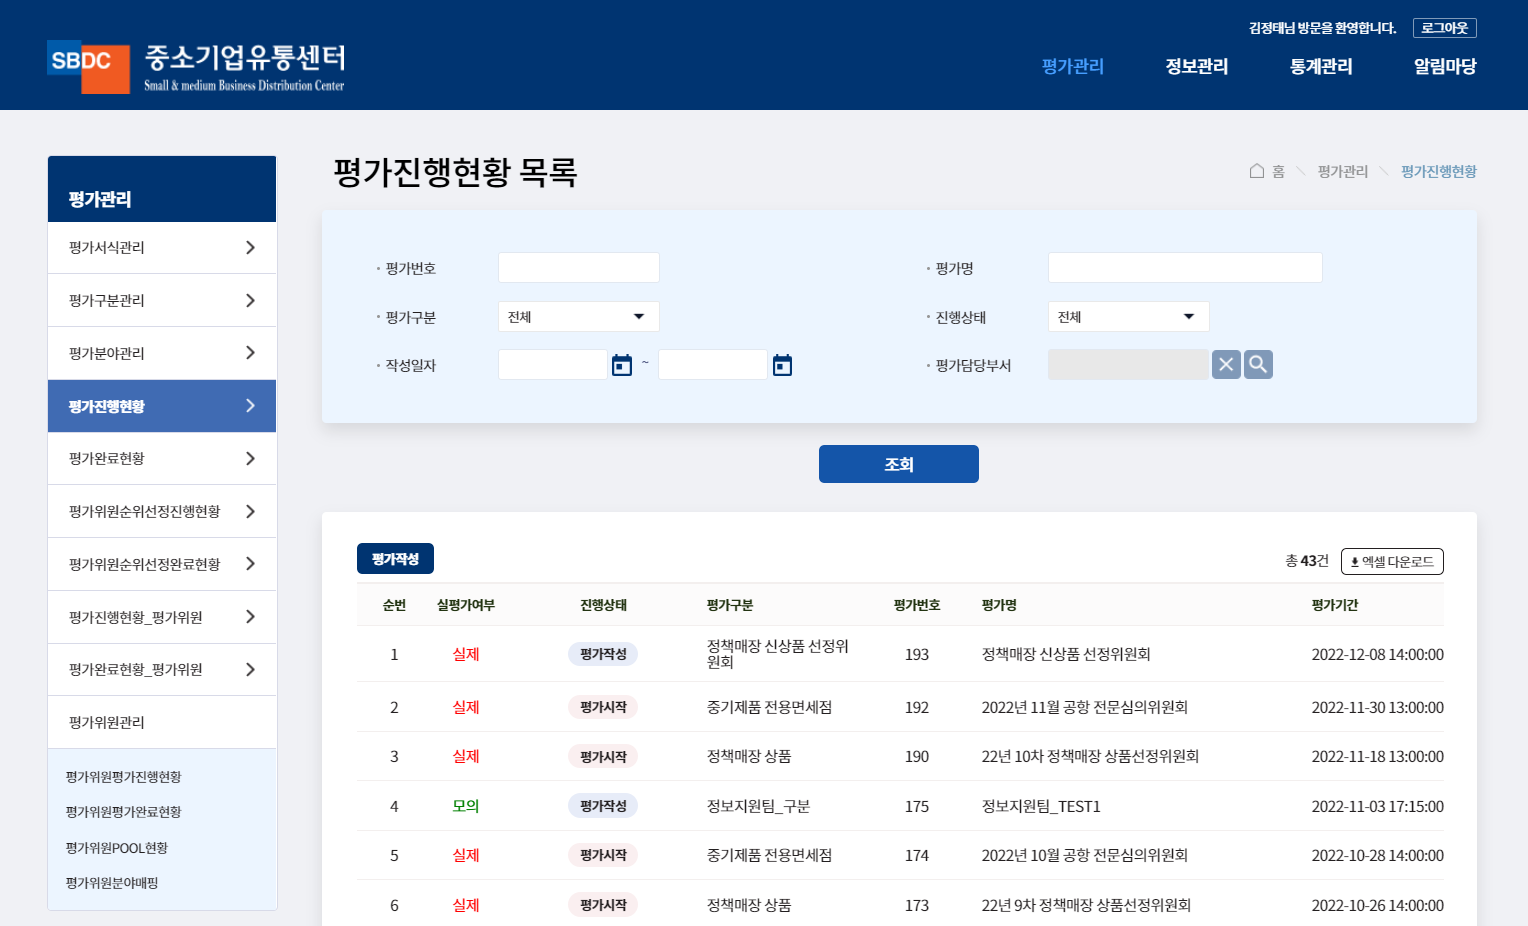 김정태님 방문을 환영합니다. 로그아웃
SBDC 중소기업유통센터
Small & medium Business Distribution Center
평가관리 정보관리 통계관리 알림마당
평가관리
평가서식관리
평가구분관리
평가분야관리
평가진행현황
평가완료현황
평가위원순위선정진행현황
평가위원순위선정완료현황
평가진행현황_평가위원
평가완료현황_평가위원
평가위원관리
평가위원평가진행현황
평가위원평가완료현황
평가위원POOL현황
평가위원분야매핑
평가진행현황 목록
홈 평가관리 평가진행현황
평가번호 평가명
평가구분 전체 진행상태 전체
작성일자 ~ 평가담당부서
조회
평가작성 총 43건 엑셀 다운로드
순번 실평가여부 진행상태 평가구분 평가번호 평가명 평가기간
1 실제 평가작성 정책매장 신상품 선정위
원회 193 정책매장 신상품 선정위원회 2022-12-08 14:00:00
2 실제 평가시작 중기제품 전용면세점 192 2022년 11월 공항 전문심의위원회 2022-11-30 13:00:00
3 실제 평가시작 정책매장 상품 190 22년 10차 정책매장 상품선정위원회 2022-11-18 13:00:00
4 모의 평가작성 정보지원팀_구분 175 정보지원팀_TEST1 2022-11-03 17:15:00
5 실제 평가시작 중기제품 전용면세점 174 2022년 10월 공항 전문심의위원회 2022-10-28 14:00:00
6 실제 평가시작 정책매장 상품 173 22년 9차 정책매장 상품선정위원회 2022-10-26 14:00:00